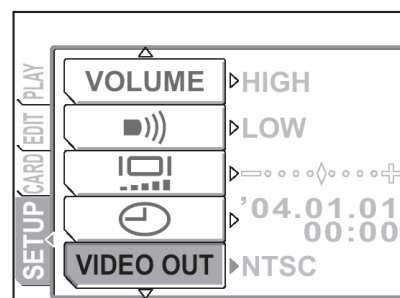 PLAY
EDIT
CARD
SETUP
VOLUME HIGH
LOW
'04.01.01
00:00
VIDEO OUT NTSC